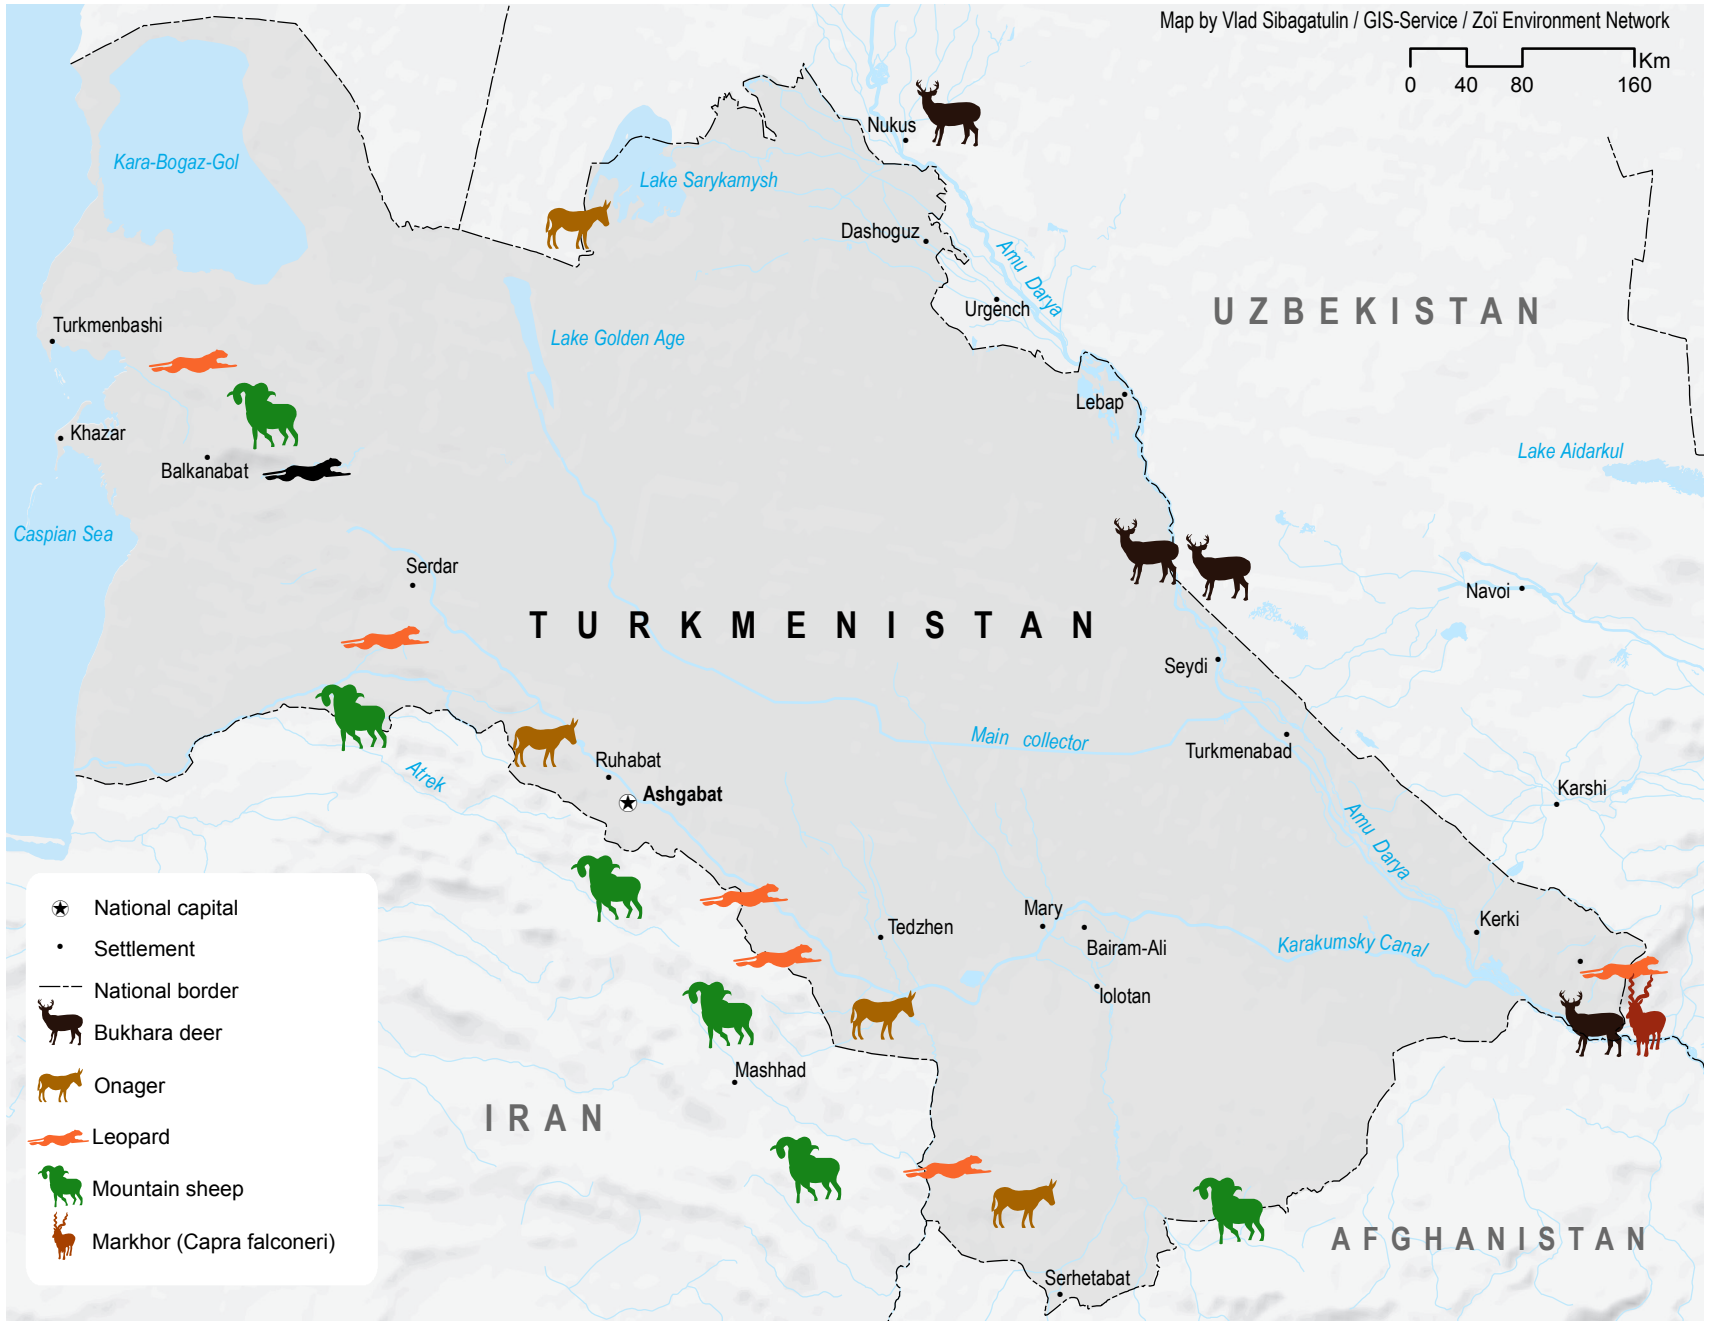 Map by Vlad Sibagatulin / GIS-Service / Zoï Environment Network
Km
0 40 80 160
Nukus
Kara-Bogaz-Gol
Lake Sarykamysh
Dashoguz
Amu Darya
Urgench
UZBEKISTAN
Turkmenbashi
Lake Golden Age
Lebap
Khazar
Balkanabat
Lake Aidarkul
Caspian Sea
Serdar
Navoi
TURKMENISTAN
Seydi
Main collector
Turkmenabad
Ruhabat
Atrek
Ashgabat
Karshi
Amu Darya
Mary
Tedzhen
Bairam-Ali
Kerki
Karakumsky Canal
Iolotan
Mashhad
IRAN
AFGHANISTAN
Serhetabat
National capital
Settlement
National border
Bukhara deer
Onager
Leopard
Mountain sheep
Markhor (Capra falconeri)